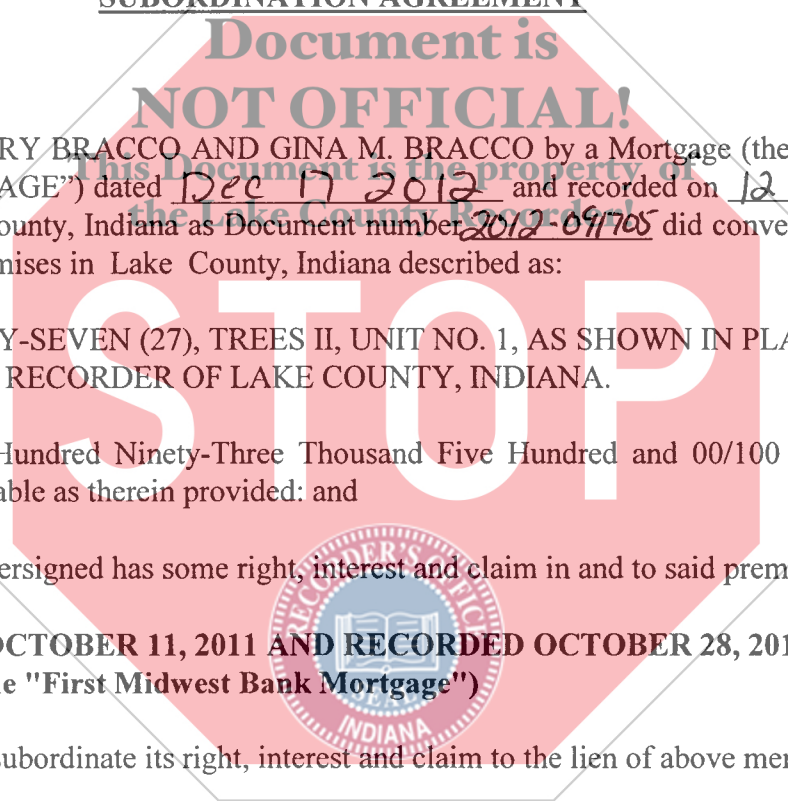 SUBORDINATION AGREEMENT
Document is
NOT OFFICIAL!
RY BRACCO AND GINA M. BRACCO by a Mortgage (the
This Document is the property of
AGE") dated Dec 17 2012 and recorded on 12
the Lake County Recorder!
ounty, Indiana as Document number 2012-091705 did conve
mises in Lake County, Indiana described as:
STOP
Y-SEVEN (27), TREES II, UNIT NO. 1, AS SHOWN IN PLA
RECORDER OF LAKE COUNTY, INDIANA.
Hundred Ninety-Three Thousand Five Hundred and 00/100
able as therein provided: and
ersigned has some right, interest and claim in and to said prem
RECORDER'S OFFICE
OCTOBER 11, 2011 AND RECORDED OCTOBER 28, 201
e "First Midwest Bank Mortgage")
SEAL
INDIANA
subordinate its right, interest and claim to the lien of above mer